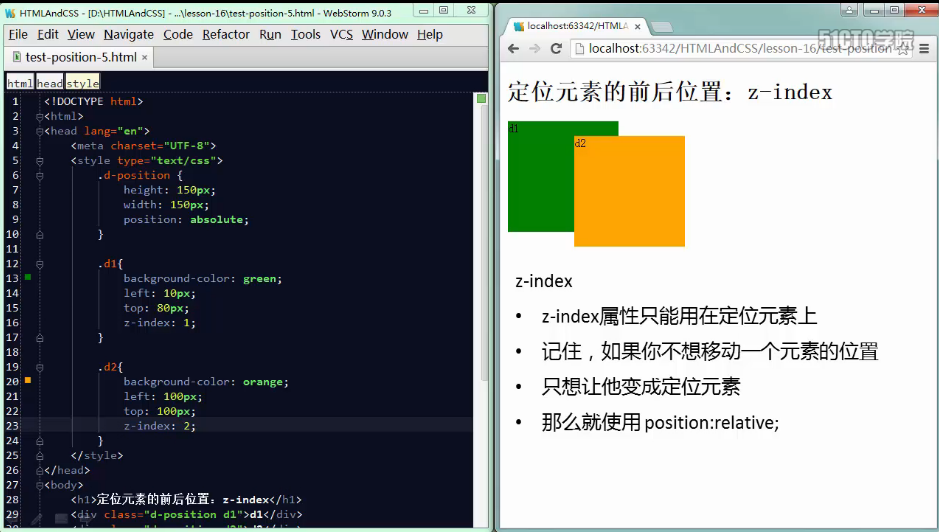 HTMLAndCSS - [D:\HTMLAndCSS] - ...\lesson-16\test-position-5.html - WebStorm 9.0.3
File Edit View Navigate Code Refactor Run Tools VCS Window Help
test-position-5.html
html head style
1 <!DOCTYPE html>
2 <html>
3 <head lang="en">
4 <meta charset="UTF-8">
5 <style type="text/css">
6 .d-position {
7 height: 150px;
8 width: 150px;
9 position: absolute;
10 }
11
12 .d1{
13 background-color: green;
14 left: 10px;
15 top: 80px;
16 z-index: 1;
17 }
18
19 .d2{
20 background-color: orange;
21 left: 100px;
22 top: 100px;
23 z-index: 2;
24 }
25 </style>
26 </head>
27 <body>
28 <h1>定位元素的前后位置：z-index</h1>
29 <div class="d-position d1">d1</div>
localhost:63342/HTMLA
localhost:63342/HTMLAndCSS/lesson-16/test-position
51CTO学院
定位元素的前后位置：z-index
d1
d2
z-index
• z-index属性只能用在定位元素上
• 记住，如果你不想移动一个元素的位置
• 只想让他变成定位元素
• 那么就使用 position:relative;